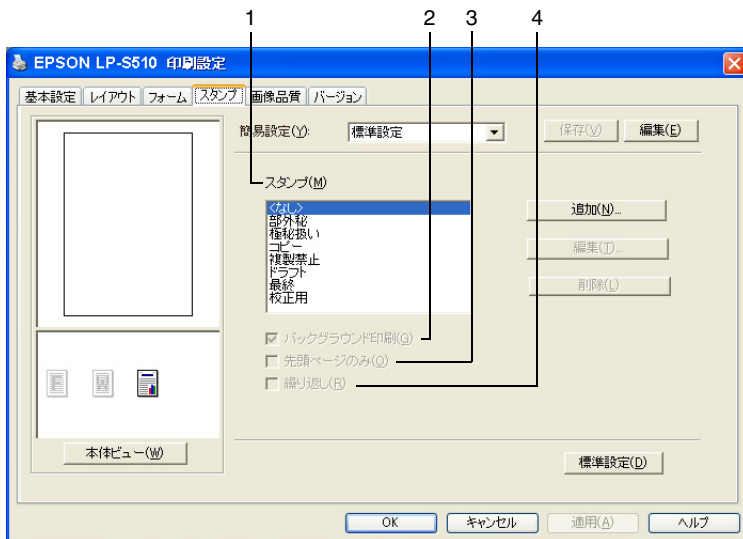 1 2 3 4
EPSON LP-S510 印刷設定
基本設定 レイアウト フォーム スタンプ 画像品質 バージョン
簡易設定(Y): 標準設定 保存(V) 編集(E)
スタンプ(M)
<なし>
部外秘
極秘扱い
コピー
複製禁止
ドラフト
最終
校正用
追加(N)...
編集(T)...
削除(L)
バックグラウンド印刷(G)
先頭ページのみ(O)
繰り返し(R)
本体ビュー(W)
標準設定(D)
OK キャンセル 適用(A) ヘルプ